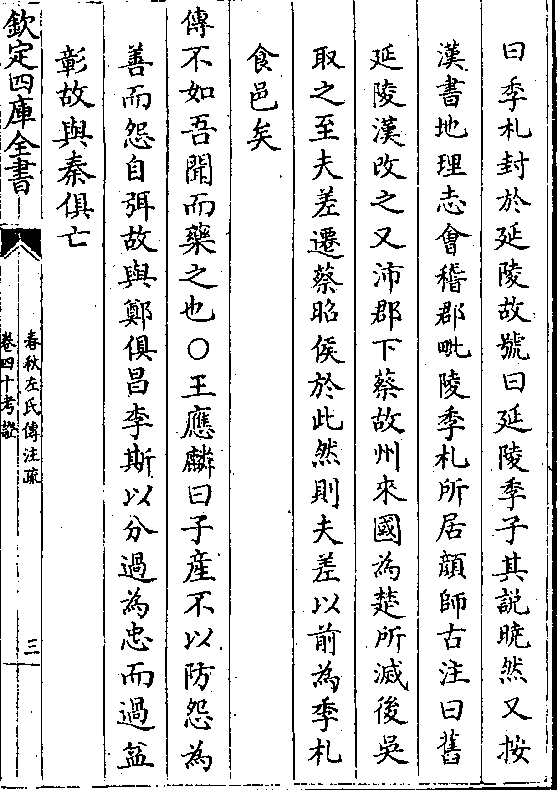 曰季札封於延陵故號曰延陵季子其説曉然又按
漢書地理志會稽郡毗陵季札所居顔師古注曰舊
延陵漢改之又沛郡下蔡故州來國為楚所滅後吳
取之至夫差遷蔡昭侯於此然則夫差以前為季札
食邑矣
傳不如吾聞而藥之也○王應麟曰子産不以防怨為
善而怨自弭故與鄭俱昌李斯以分過為忠而過益
彰故與秦俱亡
欽定四庫全書
春秋左氏傳注疏
卷四十考證
三